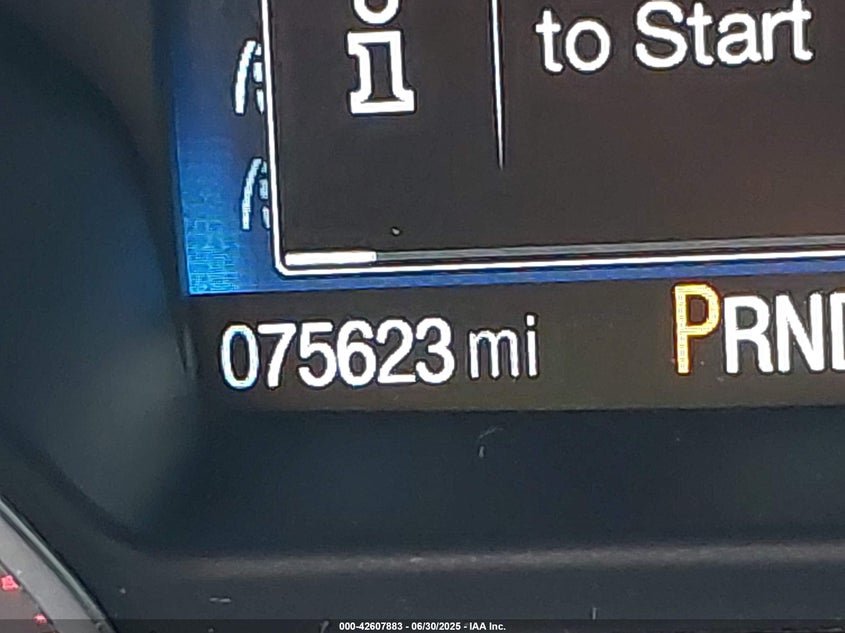 to Start
075623 mi
PRND
000-42607883 - 06/30/2025 - IAA Inc.